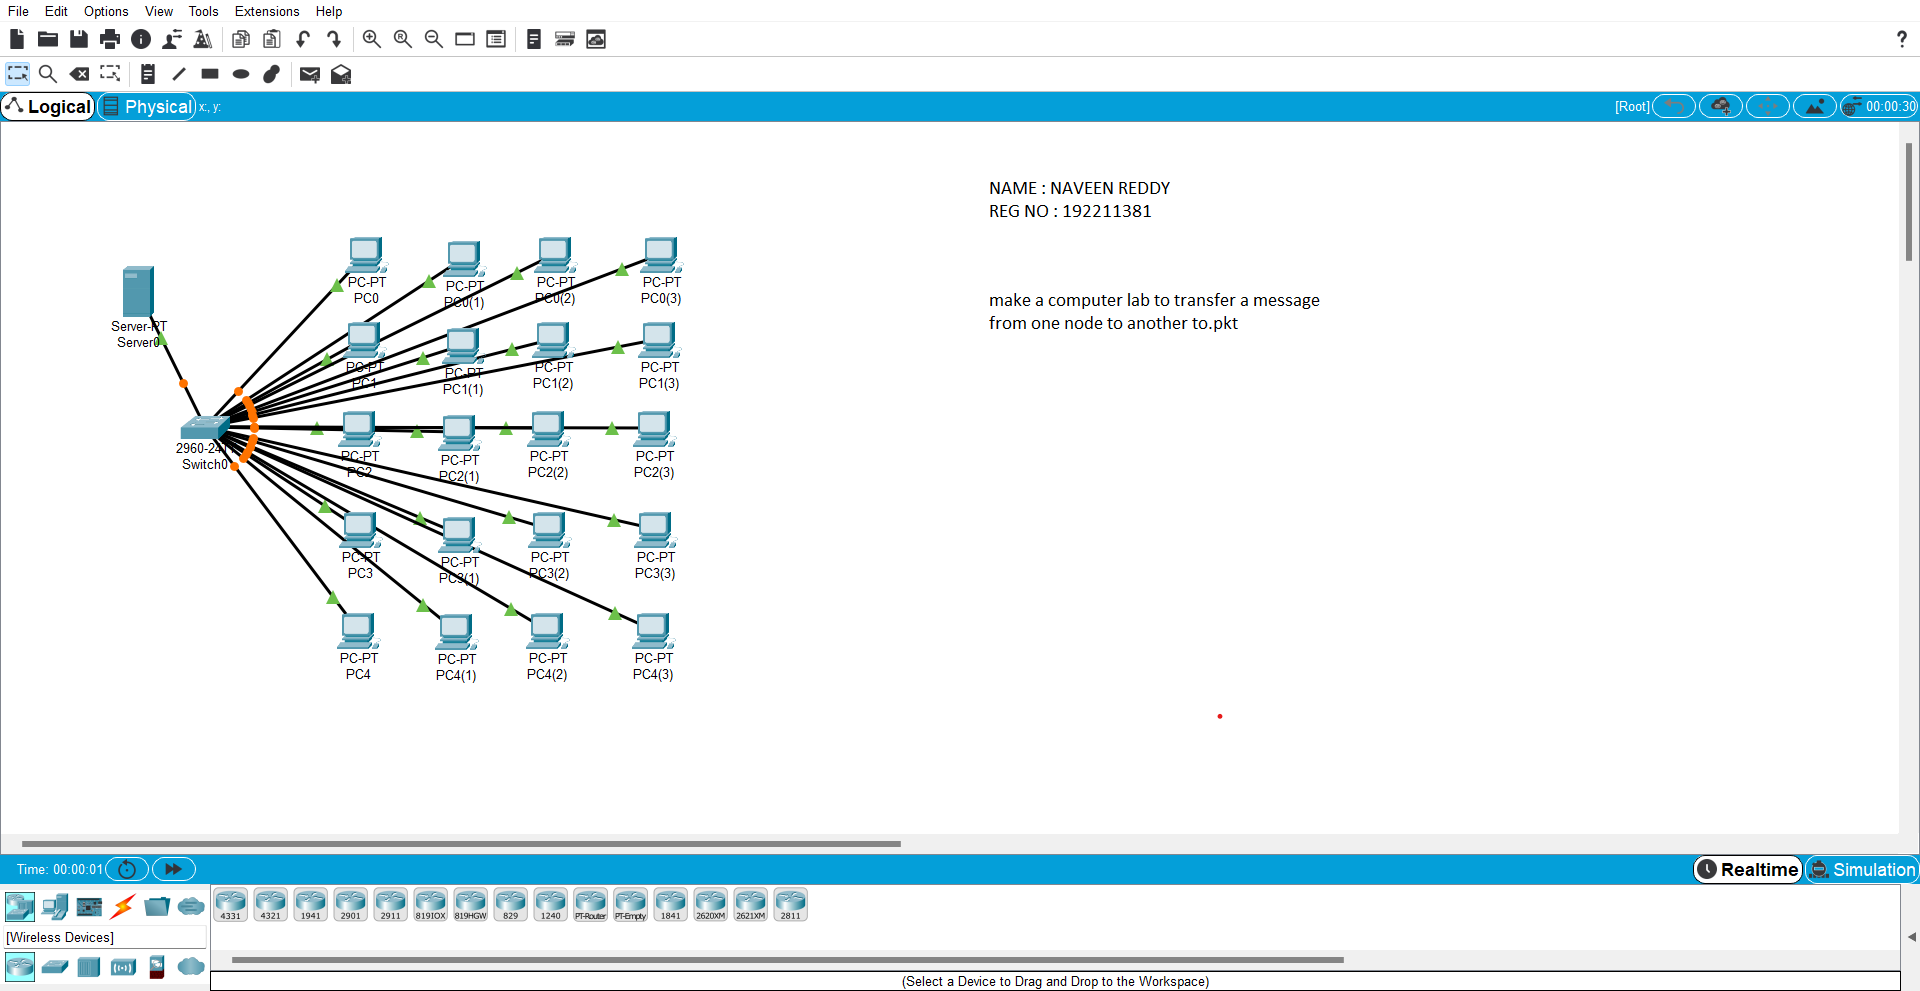 File Edit Options View Tools Extensions Help
?
Logical Physical x:, y: [Root] 00:00:30
NAME : NAVEEN REDDY
REG NO : 192211381
make a computer lab to transfer a message
from one node to another to.pkt
Server-PT
Server0
2960-24
Switch0
PC-PT
PC0
PC-PT
PC0(1)
PC-PT
PC0(2)
PC-PT
PC0(3)
PC-PT
PC1
PC-PT
PC1(1)
PC-PT
PC1(2)
PC-PT
PC1(3)
PC-PT
PC2
PC-PT
PC2(1)
PC-PT
PC2(2)
PC-PT
PC2(3)
PC-PT
PC3
PC-PT
PC3(1)
PC-PT
PC3(2)
PC-PT
PC3(3)
PC-PT
PC4
PC-PT
PC4(1)
PC-PT
PC4(2)
PC-PT
PC4(3)
Time: 00:00:01 Realtime Simulation
4331 4321 1941 2901 2911 819IOX 819HGW 829 1240 PT-Router PT-Empty 1841 2620XM 2621XM 2811
[Wireless Devices]
(Select a Device to Drag and Drop to the Workspace)